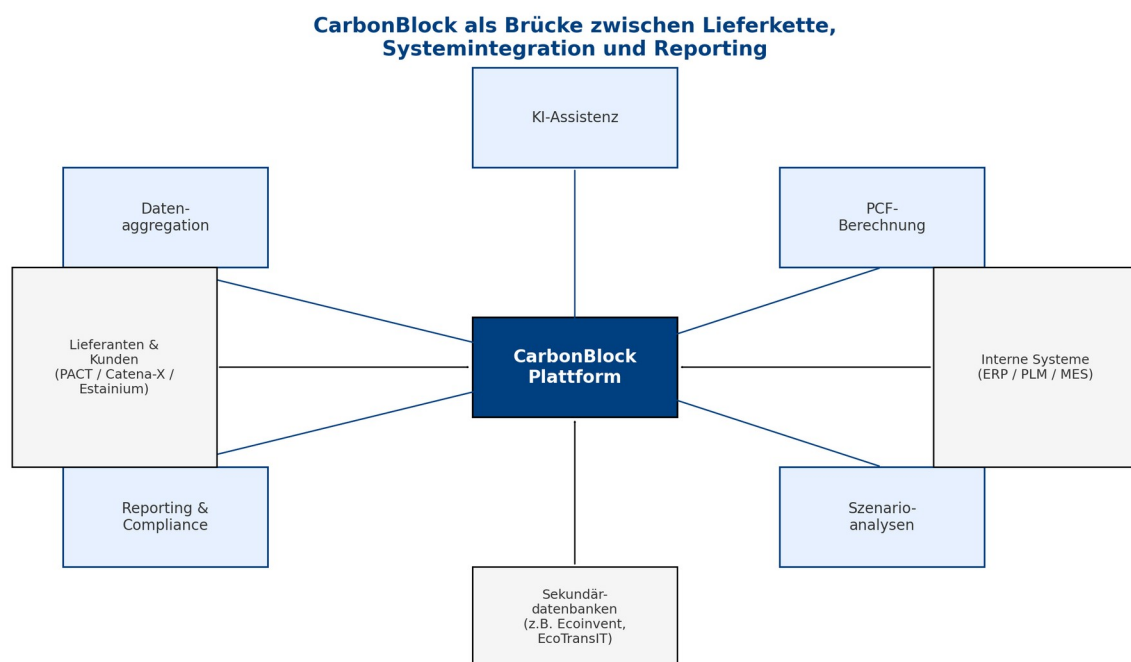 CarbonBlock als Brücke zwischen Lieferkette,
Systemintegration und Reporting
KI-Assistenz
Daten-
aggregation
PCF-
Berechnung
Lieferanten &
Kunden
(PACT / Catena-X /
Estainium)
CarbonBlock
Plattform
Interne Systeme
(ERP / PLM / MES)
Reporting &
Compliance
Szenario-
analysen
Sekundär-
datenbanken
(z.B. Ecoinvent,
EcoTransIT)